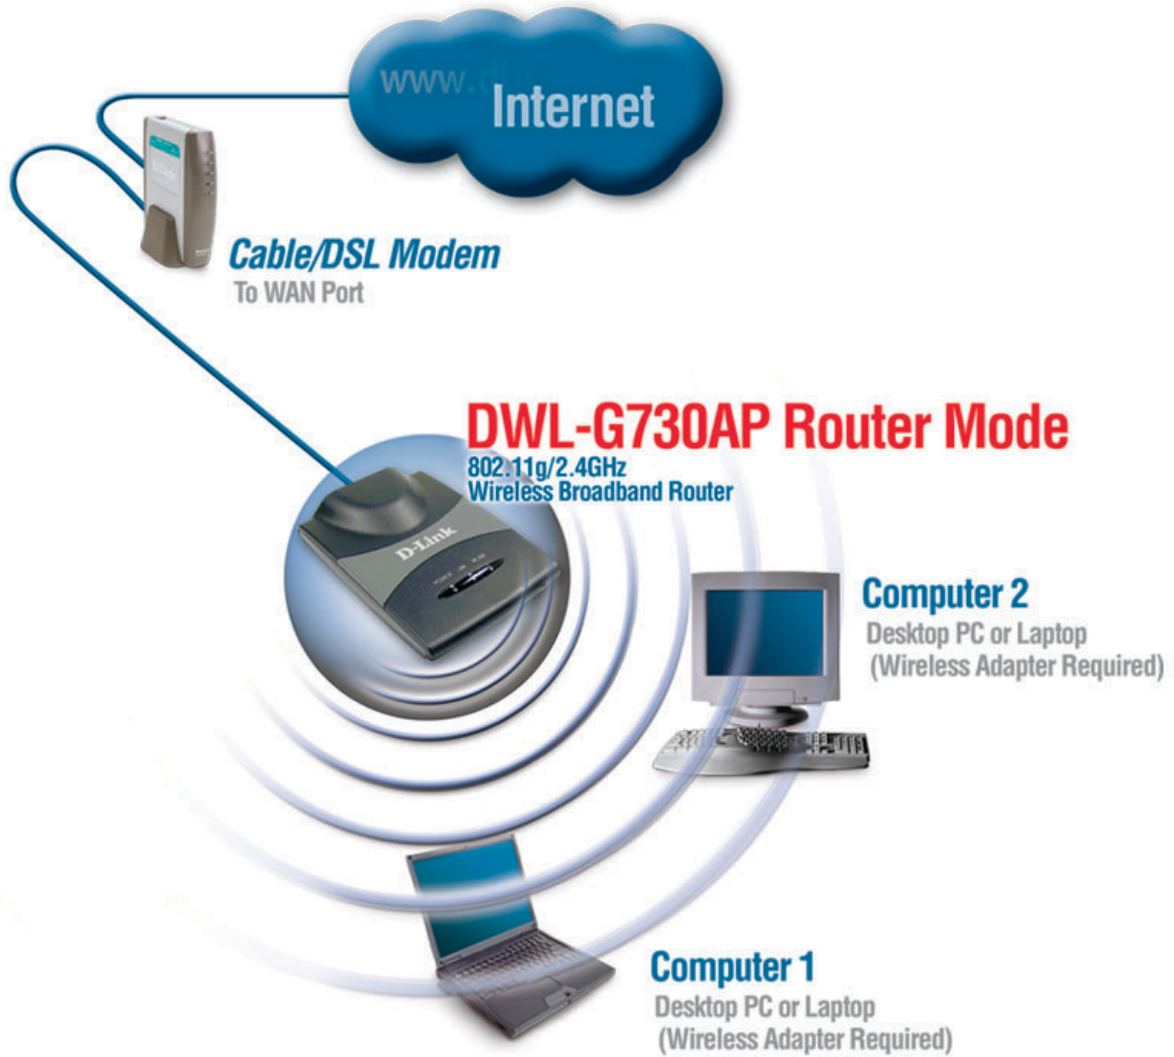 www.d
Internet
D-Link
Cable/DSL Modem
To WAN Port
DWL-G730AP Router Mode
802.11g/2.4GHz
Wireless Broadband Router
D-Link
Computer 2
Desktop PC or Laptop
(Wireless Adapter Required)
Computer 1
Desktop PC or Laptop
(Wireless Adapter Required)